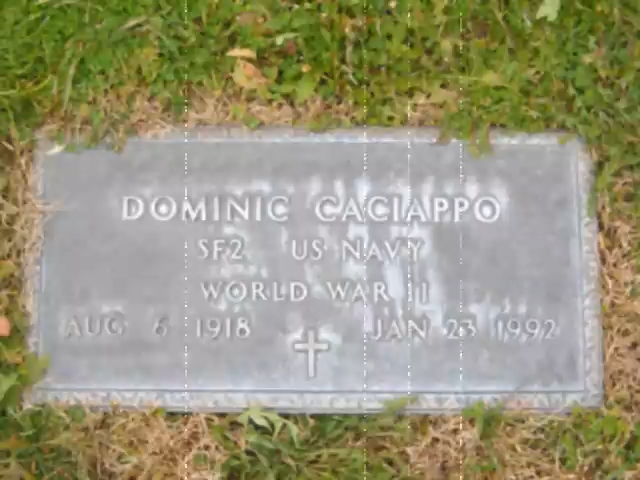 DOMINIC CACIAPPO
SF2 US NAVY
WORLD WAR II
AUG 6 1918 JAN 23 1992